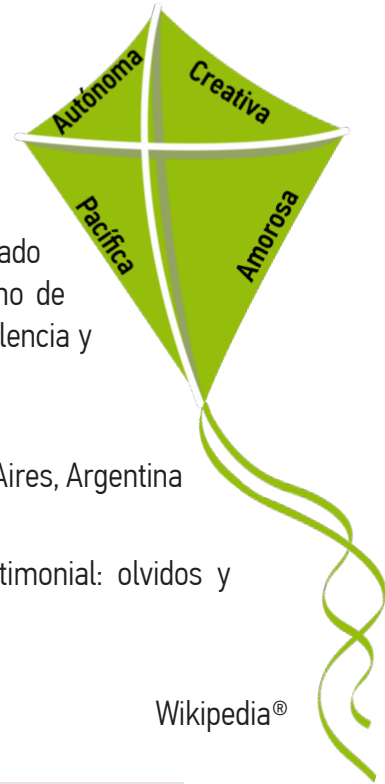 Autónoma
Creativa
Pacífica
Amorosa
ado
no de
lencia y
Aires, Argentina
timonial: olvidos y
Wikipedia®